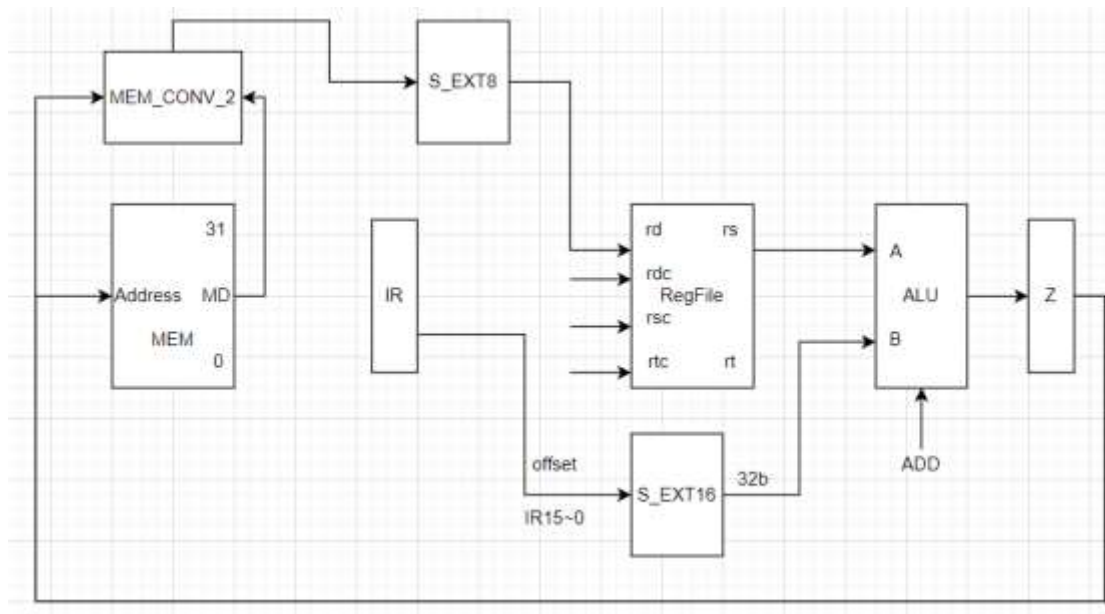 MEM_CONV_2
S_EXT8
31
Address MD
MEM
0
IR
rd rs
rdc
RegFile
rsc
rtc rt
A
ALU
B
Z
offset
IR15~0
S_EXT16
32b
ADD